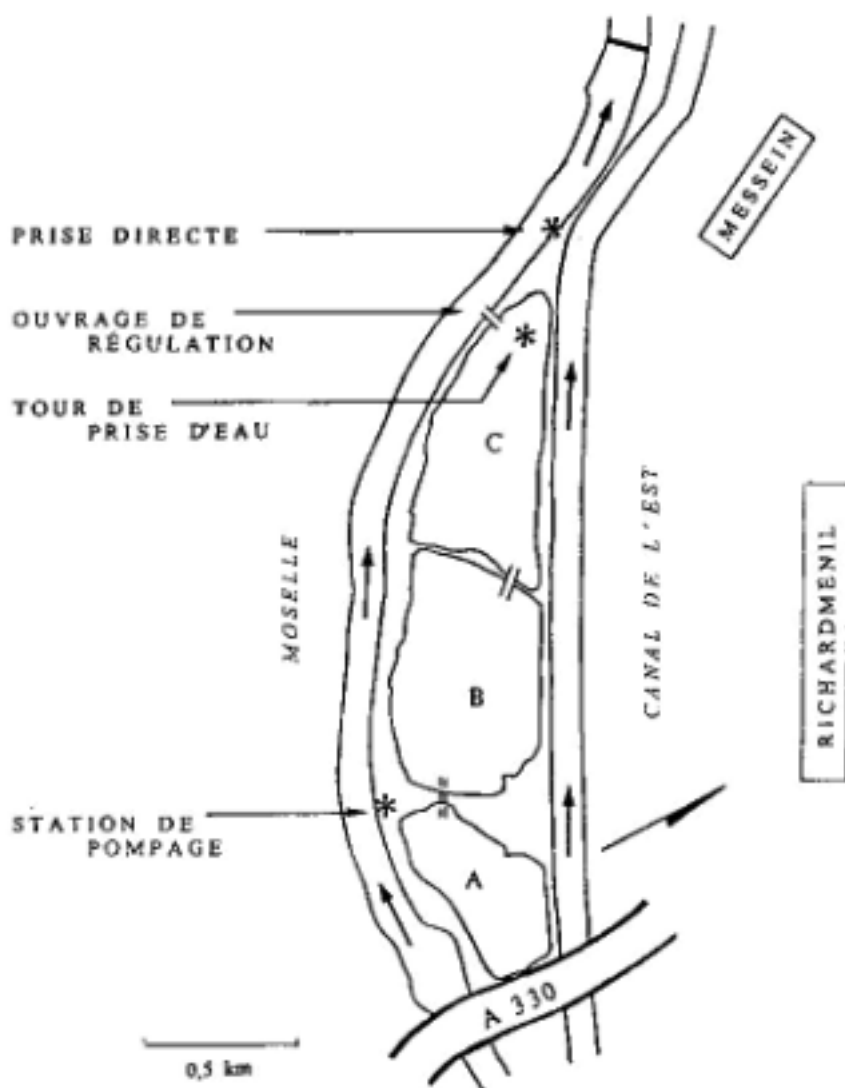 MESSEIN
PRISE DIRECTE
OUVRAGE DE
RÉGULATION
TOUR DE
PRISE D'EAU
C
MOSELLE
CANAL DE L'EST
RICHARDMENIL
B
STATION DE
POMPAGE
A
A 330
0,5 km